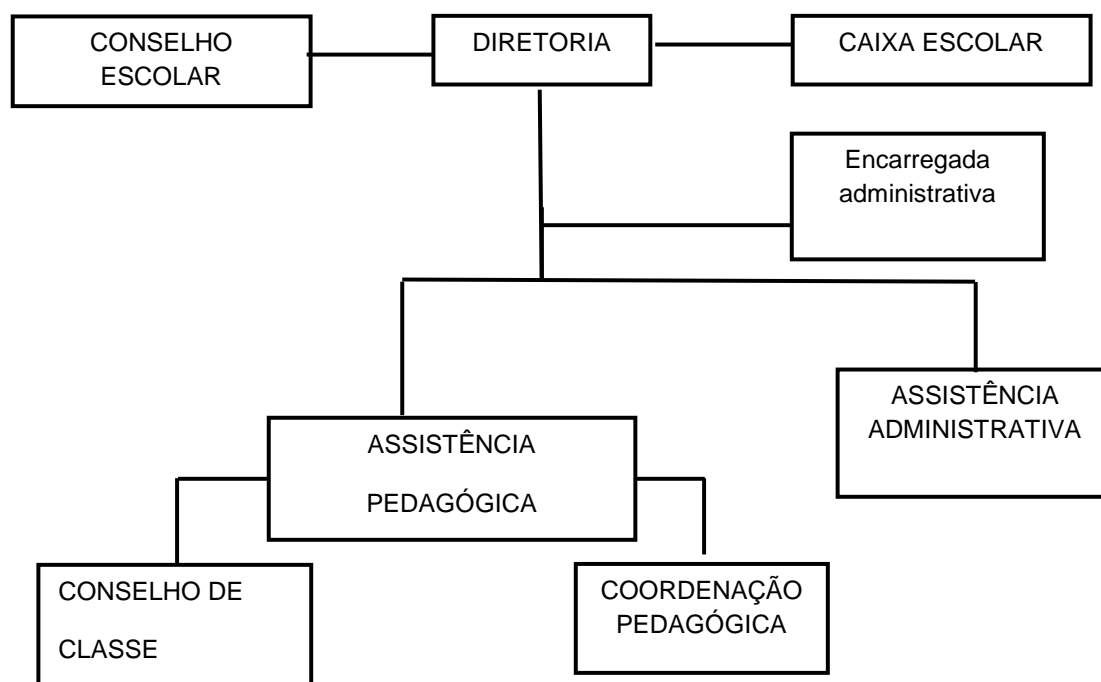 CONSELHO
ESCOLAR
DIRETORIA
CAIXA ESCOLAR
Encarregada
administrativa
ASSISTÊNCIA
ADMINISTRATIVA
ASSISTÊNCIA
PEDAGÓGICA
CONSELHO DE
CLASSE
COORDENAÇÃO
PEDAGÓGICA